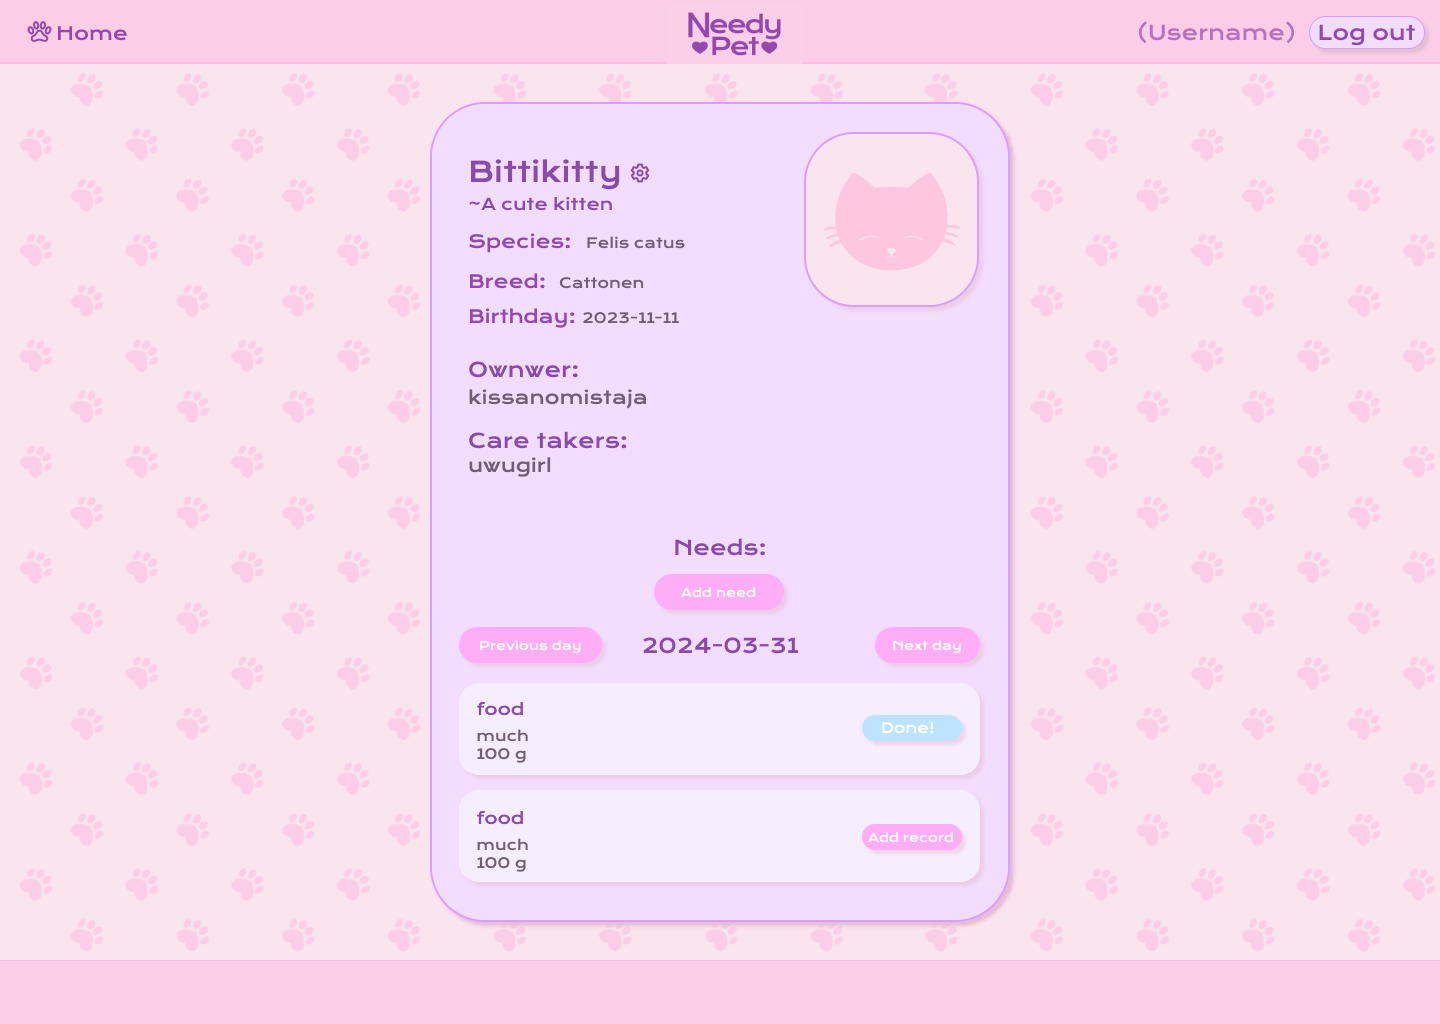 Home
Needy
Pet
(Username)
Log out
Bittikitty
~A cute kitten
Species: Felis catus
Breed: Cattonen
Birthday: 2023-11-11
Ownwer:
kissanomistaja
Care takers:
uwugirl
Needs:
Add need
Previous day
2024-03-31
Next day
food
much
100 g
Done!
food
much
100 g
Add record